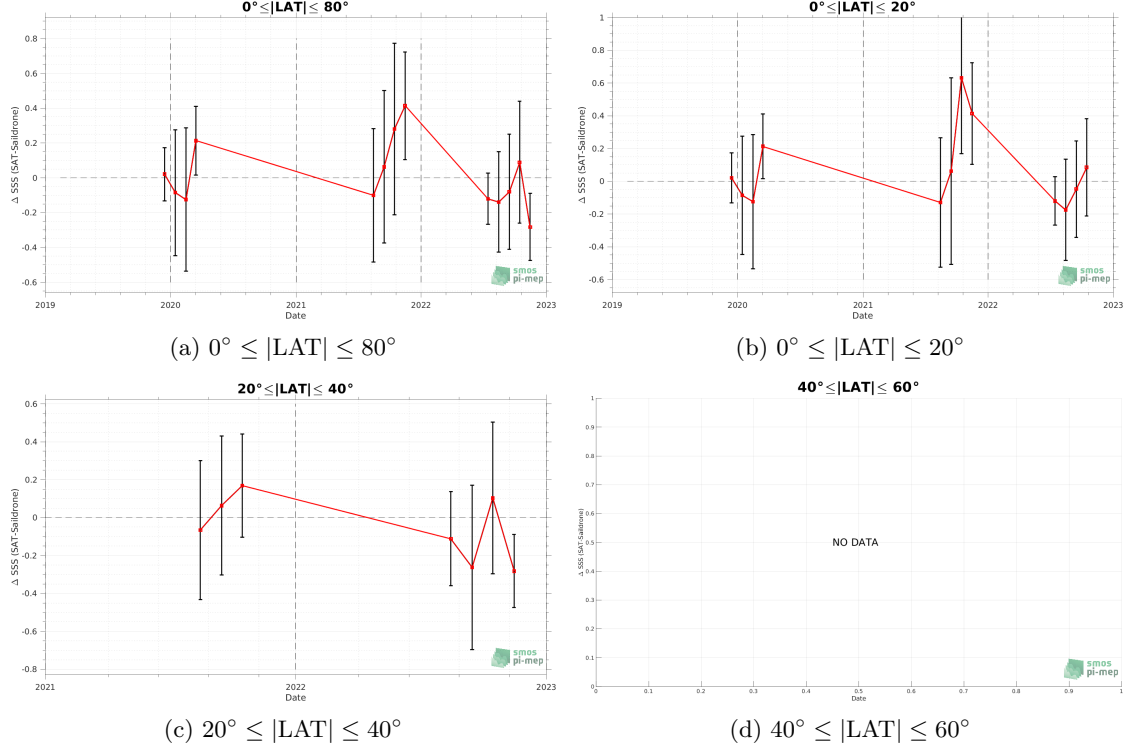 0°≤|LAT|≤ 80°
Δ SSS (SAT-Saildrone)
0.8
0.6
0.4
0.2
0
-0.2
-0.4
-0.6
2019
2020
2021
2022
2023
Date
smos
pi-mep
(a) 0° ≤ |LAT| ≤ 80°
0°≤|LAT|≤ 20°
Δ SSS (SAT-Saildrone)
1
0.8
0.6
0.4
0.2
0
-0.2
-0.4
-0.6
2019
2020
2021
2022
2023
Date
smos
pi-mep
(b) 0° ≤ |LAT| ≤ 20°
20°≤|LAT|≤ 40°
Δ SSS (SAT-Saildrone)
0.6
0.4
0.2
0
-0.2
-0.4
-0.6
-0.8
2021
2022
2023
Date
smos
pi-mep
(c) 20° ≤ |LAT| ≤ 40°
40°≤|LAT|≤ 60°
Δ SSS (SAT-Saildrone)
1
0.9
0.8
0.7
0.6
0.5
0.4
0.3
0.2
0.1
0
NO DATA
0
0.1
0.2
0.3
0.4
0.5
0.6
0.7
0.8
0.9
1
Date
smos
pi-mep
(d) 40° ≤ |LAT| ≤ 60°